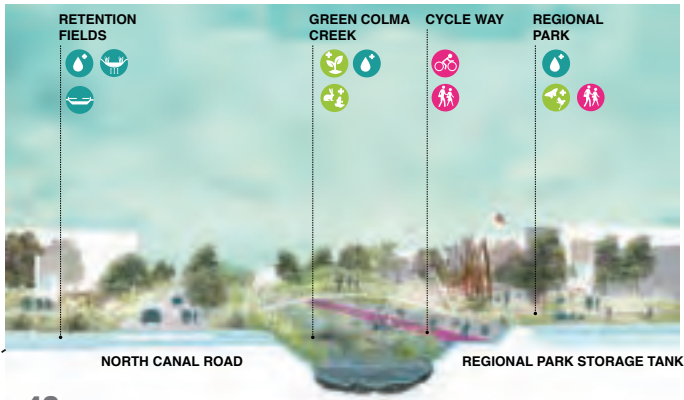 RETENTION
FIELDS
GREEN COLMA
CREEK
CYCLE WAY
REGIONAL
PARK
NORTH CANAL ROAD
REGIONAL PARK STORAGE TANK